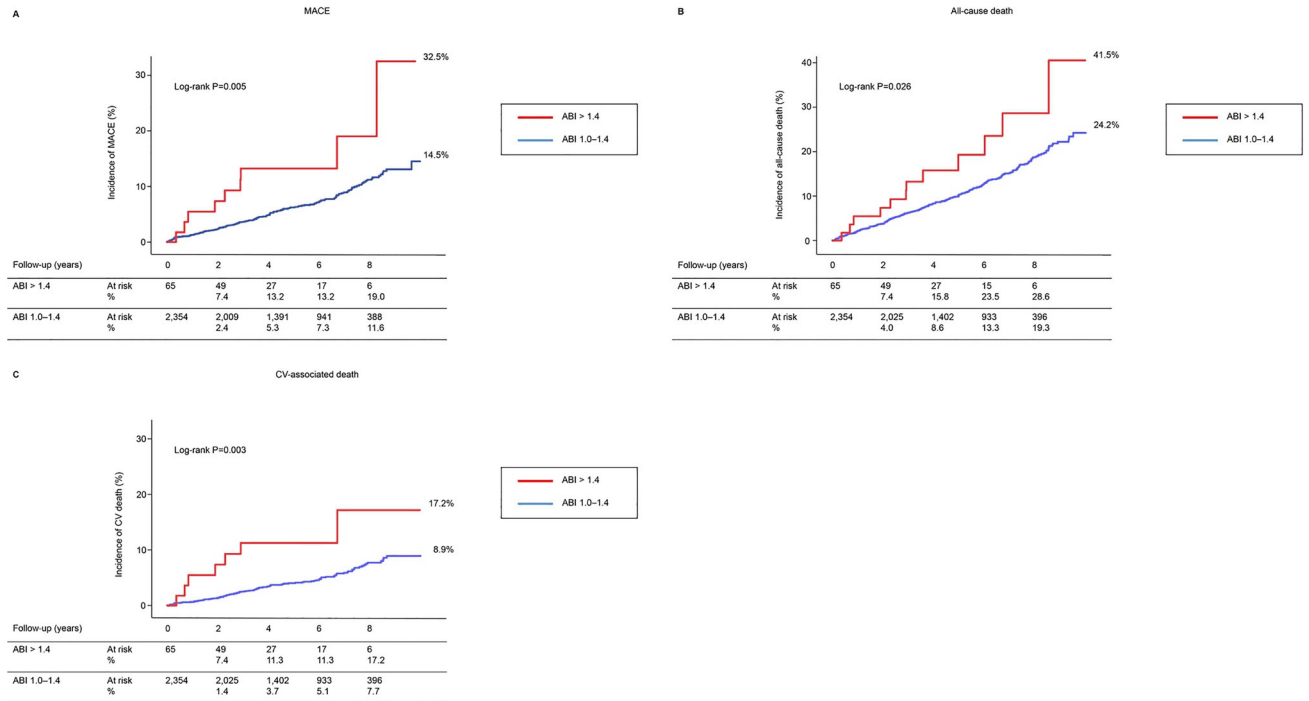 A
MACE
32.5%
30
Log-rank P=0.005
20
14.5%
10
0
Incidence of MACE (%)
ABI > 1.4
ABI 1.0–1.4
Follow-up (years) 0 2 4 6 8
ABI > 1.4 At risk 65 49 27 17 6
% 7.4 13.2 13.2 19.0
ABI 1.0–1.4 At risk 2,354 2,009 1,391 941 388
% 2.4 5.3 7.3 11.6
B
All-cause death
41.5%
40
Log-rank P=0.026
30
24.2%
20
10
0
Incidence of all-cause death (%)
ABI > 1.4
ABI 1.0–1.4
Follow-up (years) 0 2 4 6 8
ABI > 1.4 At risk 65 49 27 15 6
% 7.4 15.8 23.5 28.6
ABI 1.0–1.4 At risk 2,354 2,025 1,402 933 396
% 4.0 8.6 13.3 19.3
C
CV-associated death
30
Log-rank P=0.003
20
17.2%
10
8.9%
0
Incidence of CV death (%)
ABI > 1.4
ABI 1.0–1.4
Follow-up (years) 0 2 4 6 8
ABI > 1.4 At risk 65 49 27 17 6
% 7.4 11.3 11.3 17.2
ABI 1.0–1.4 At risk 2,354 2,025 1,402 933 396
% 1.4 3.7 5.1 7.7